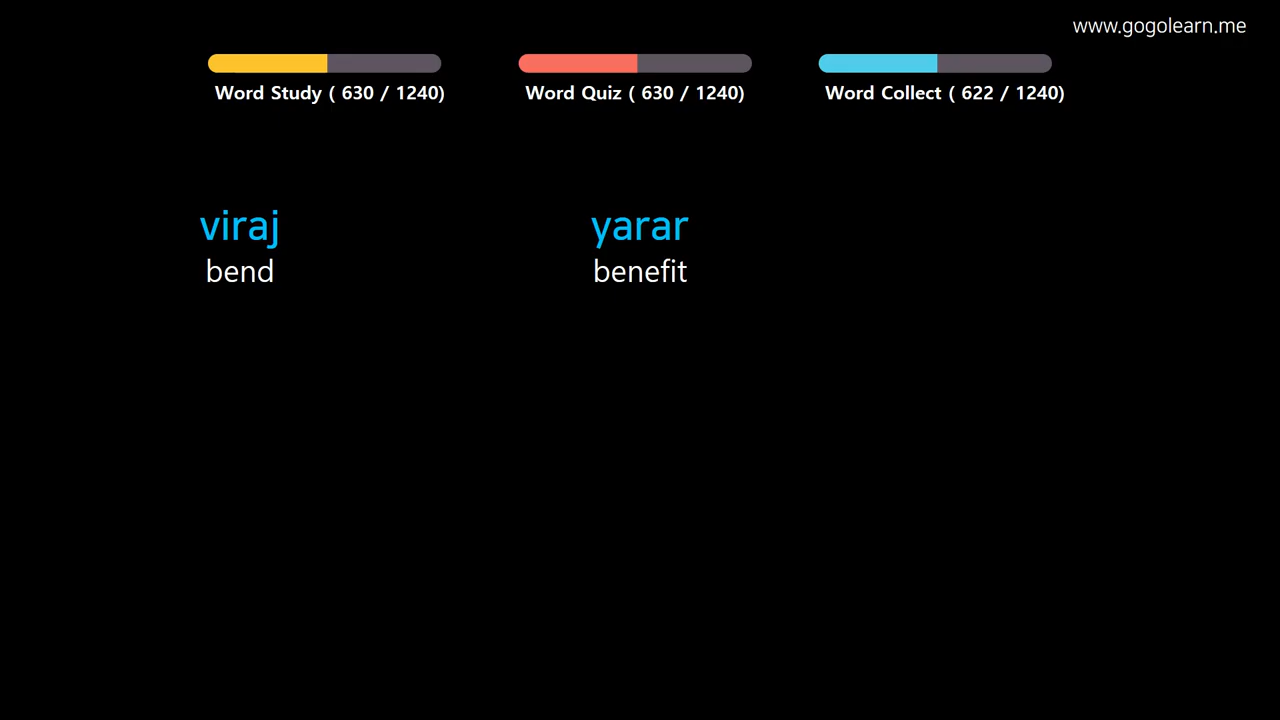 www.gogolearn.me
Word Study ( 630 / 1240)
Word Quiz ( 630 / 1240)
Word Collect ( 622 / 1240)
viraj
bend
yarar
benefit